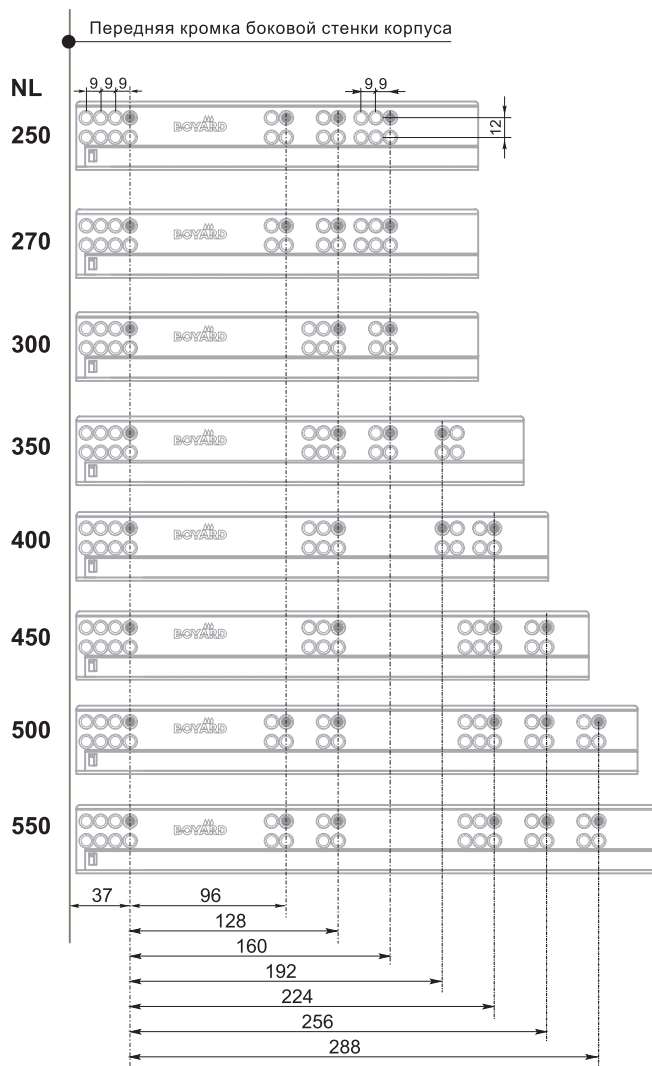 Передняя кромка боковой стенки корпуса
NL
9 9 9
9 9
250
BOYARD
12
270
BOYARD
300
BOYARD
350
BOYARD
400
BOYARD
450
BOYARD
500
BOYARD
550
BOYARD
37
96
128
160
192
224
256
288